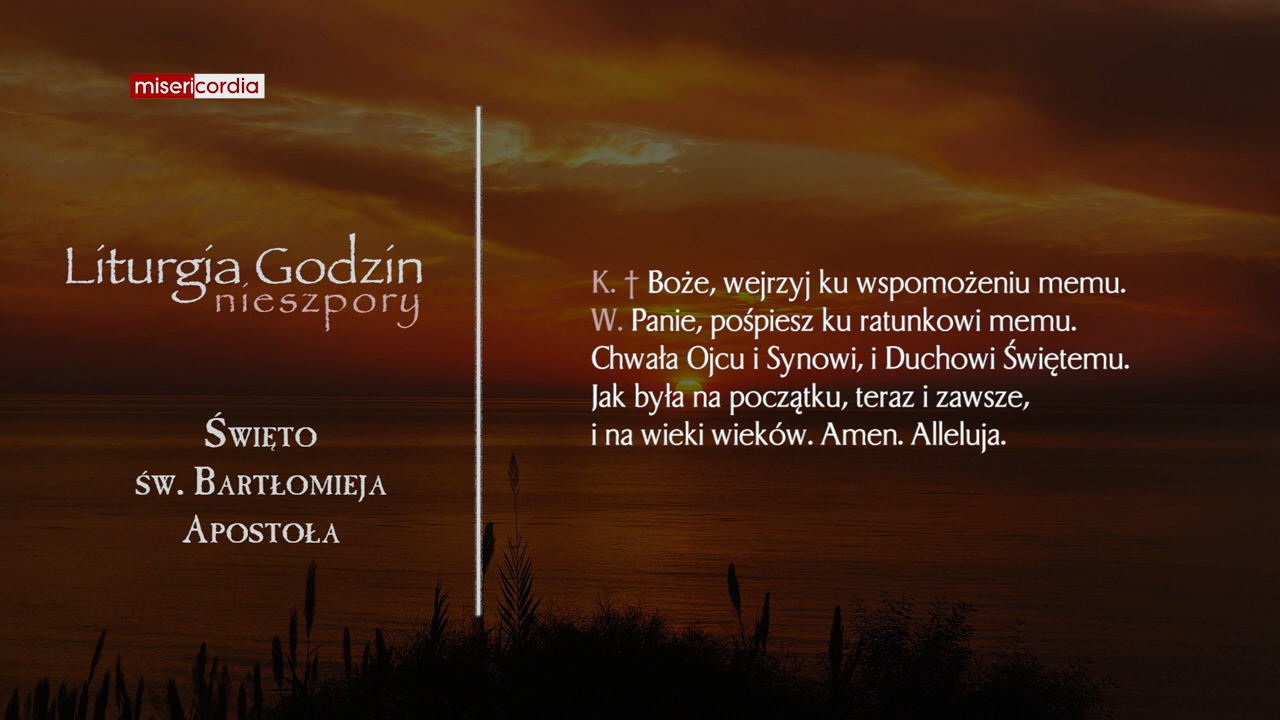 misericordia
Liturgia Godzin
nieszpory
Święto
św. Bartłomieja
Apostoła
K. † Boże, wejrzyj ku wspomożeniu memu.
W. Panie, pośpiesz ku ratunkowi memu.
Chwała Ojcu i Synowi, i Duchowi Świętemu.
Jak była na początku, teraz i zawsze,
i na wieki wieków. Amen. Alleluja.